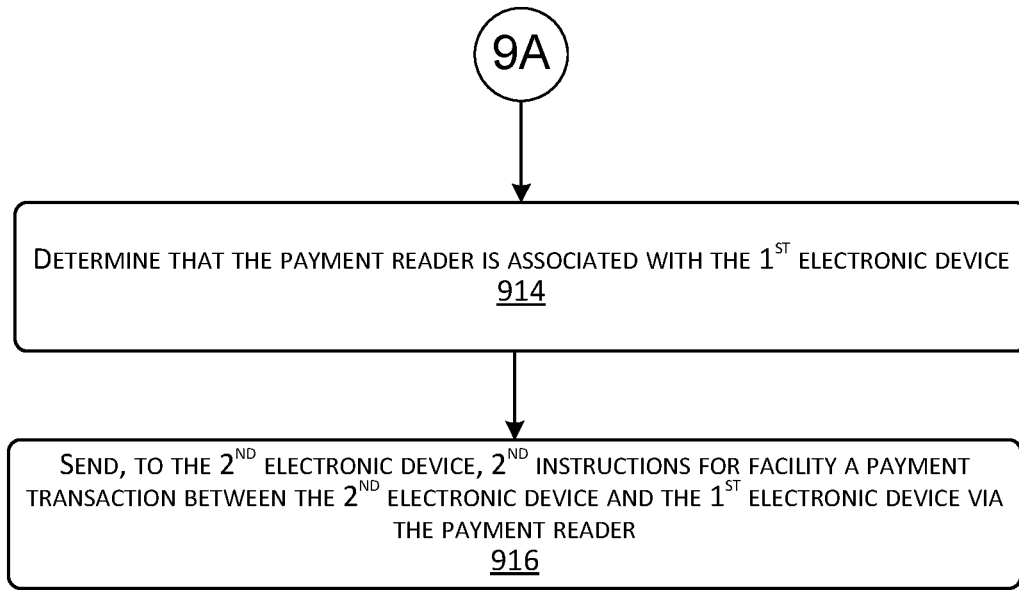 9A
DETERMINE THAT THE PAYMENT READER IS ASSOCIATED WITH THE 1ST ELECTRONIC DEVICE
914
SEND, TO THE 2ND ELECTRONIC DEVICE, 2ND INSTRUCTIONS FOR FACILITY A PAYMENT
TRANSACTION BETWEEN THE 2ND ELECTRONIC DEVICE AND THE 1ST ELECTRONIC DEVICE VIA
THE PAYMENT READER
916